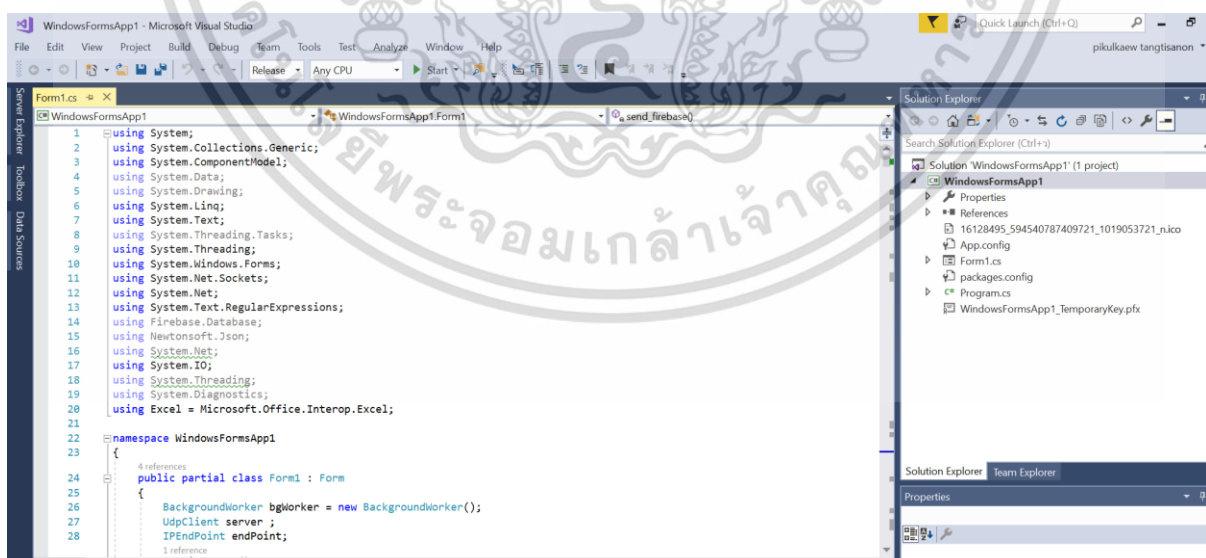 WindowsFormsApp1 - Microsoft Visual Studio
Quick Launch (Ctrl+Q)
File Edit View Project Build Debug Team Tools Test Analyze Window Help
pikulkaew tangtisanon
Release Any CPU Start
Server Explorer
Toolbox
Data Sources
Form1.cs
WindowsFormsApp1 WindowsFormsApp1.Form1 send_firebase()
1 using System;
2 using System.Collections.Generic;
3 using System.ComponentModel;
4 using System.Data;
5 using System.Drawing;
6 using System.Linq;
7 using System.Text;
8 using System.Threading.Tasks;
9 using System.Threading;
10 using System.Windows.Forms;
11 using System.Net.Sockets;
12 using System.Net;
13 using System.Text.RegularExpressions;
14 using Firebase.Database;
15 using Newtonsoft.Json;
16 using System.Net;
17 using System.IO;
18 using System.Threading;
19 using System.Diagnostics;
20 using Excel = Microsoft.Office.Interop.Excel;
21
22 namespace WindowsFormsApp1
23 {
4 references
24 public partial class Form1 : Form
25 {
26 BackgroundWorker bgWorker = new BackgroundWorker();
27 UdpClient server ;
28 IPEndPoint endPoint;
1 reference
Solution Explorer
Search Solution Explorer (Ctrl+ว)
Solution 'WindowsFormsApp1' (1 project)
WindowsFormsApp1
Properties
References
16128495_594540787409721_1019053721_n.ico
App.config
Form1.cs
packages.config
Program.cs
WindowsFormsApp1_TemporaryKey.pfx
Solution Explorer Team Explorer
Properties